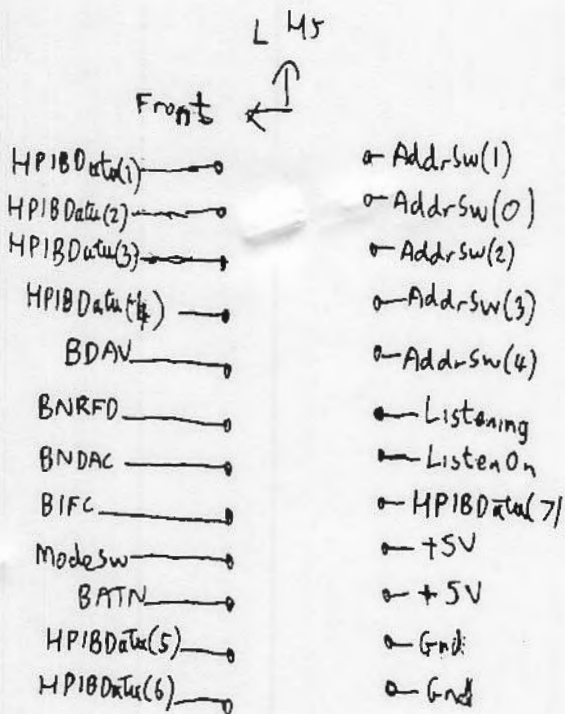 L HS
Front
HPIBData(1) AddrSw(1)
HPIBData(2) AddrSw(0)
HPIBData(3) AddrSw(2)
HPIBData(4) AddrSw(3)
BDAV AddrSw(4)
BNRFD Listening
BNDAC ListenOn
BIFC HPIBData(7)
ModeSw +5V
BATN +5V
HPIBData(5) Gnd
HPIBData(6) Gnd